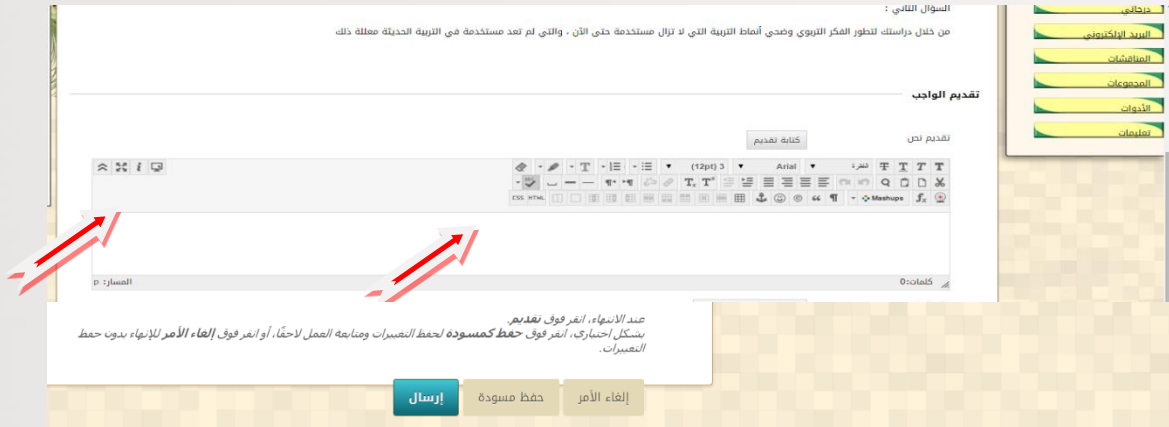 السؤال الثاني :
من خلال دراستك لتطور الفكر التربوي وضحي أنماط التربية التي لا تزال مستخدمة حتى الآن ، والتي لم تعد مستخدمة في التربية الحديثة معللة ذلك
درجاتي
البريد الإلكتروني
المناقشات
المجموعات
الأدوات
تعليمات
تقديم الواجب
تقديم نص
كتابة تقديم
الفقرة
Arial
3 (12pt)
Mashups
HTML CSS
المسار: p
كلمات:0
عند الانتهاء، انقر فوق تقديم.
بشكل اختياري، انقر فوق حفظ كمسودة لحفظ التغييرات ومتابعة العمل لاحقًا، أو انقر فوق إلغاء الأمر للإنهاء بدون حفظ
التغييرات.
إلغاء الأمر
حفظ مسودة
إرسال